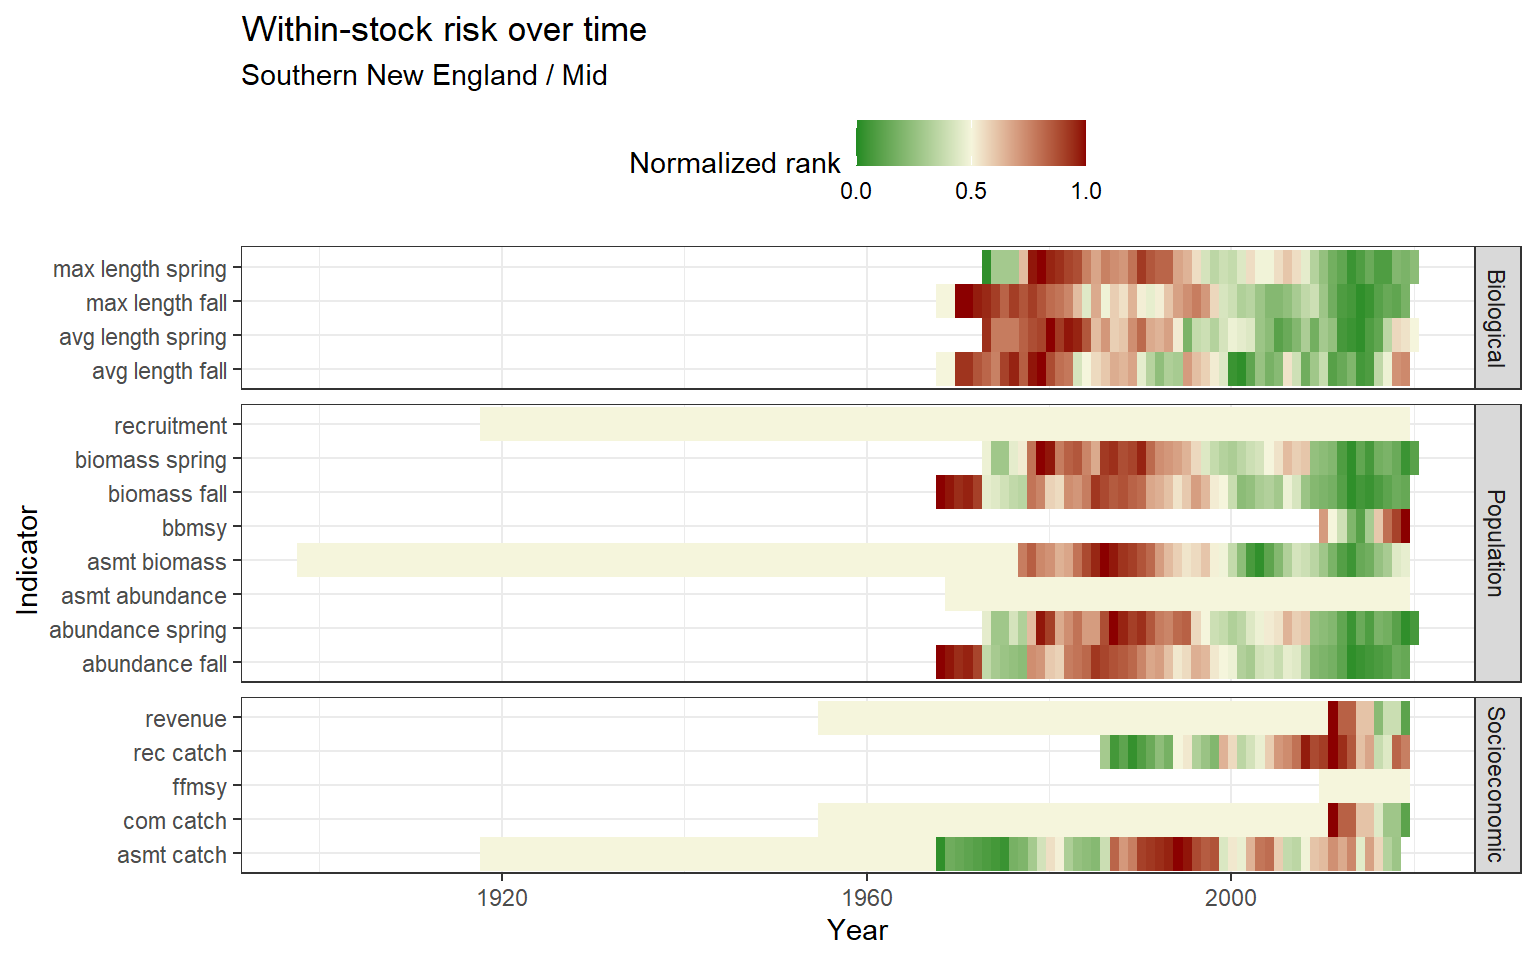 Within-stock risk over time
Southern New England / Mid
Normalized rank
0.0 0.5 1.0
Indicator
max length spring
max length fall
avg length spring
avg length fall
Biological
recruitment
biomass spring
biomass fall
bbmsy
asmt biomass
asmt abundance
abundance spring
abundance fall
Population
revenue
rec catch
ffmsy
com catch
asmt catch
Socioeconomic
1920 1960 2000
Year